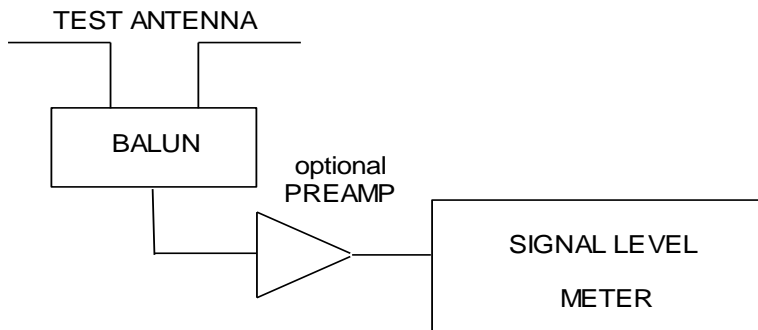 TEST ANTENNA
BALUN
optional
PREAMP
SIGNAL LEVEL
METER